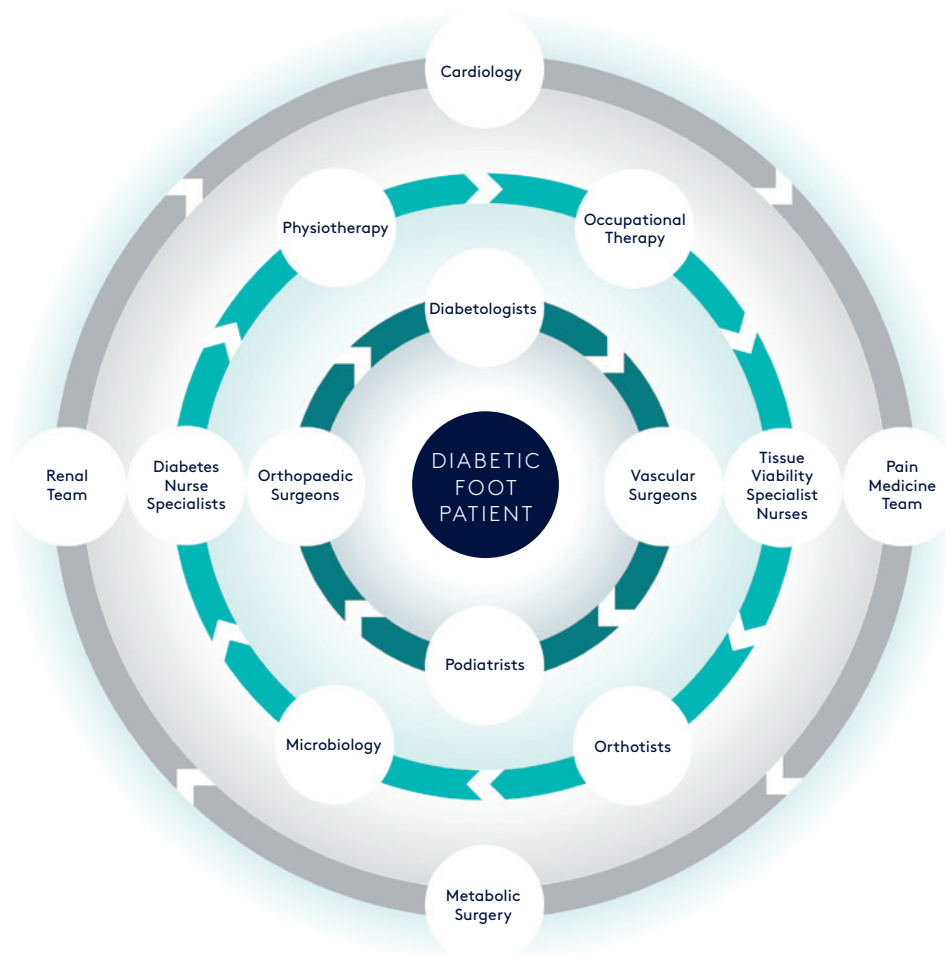 Cardiology
Physiotherapy
Occupational
Therapy
Diabetologists
Renal
Team
Diabetes
Nurse
Specialists
Orthopaedic
Surgeons
DIABETIC
FOOT
PATIENT
Vascular
Surgeons
Tissue
Viability
Specialist
Nurses
Pain
Medicine
Team
Podiatrists
Microbiology
Orthotists
Metabolic
Surgery